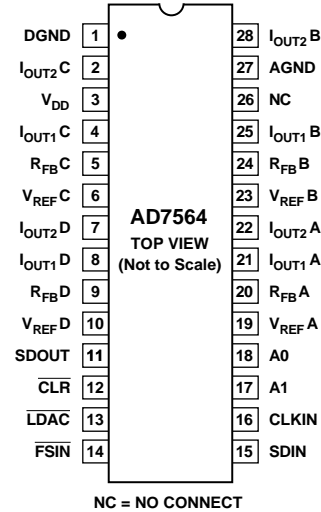 DGND 1 28 IOUT2 B
IOUT2 C 2 27 AGND
VDD 3 26 NC
IOUT1 C 4 25 IOUT1 B
RFB C 5 24 RFB B
VREF C 6 23 VREF B
IOUT2 D 7 22 IOUT2 A
AD7564
IOUT1 D 8 21 IOUT1 A
TOP VIEW
(Not to Scale)
RFB D 9 20 RFB A
VREF D 10 19 VREF A
SDOUT 11 18 A0
CLR 12 17 A1
LDAC 13 16 CLKIN
FSIN 14 15 SDIN
NC = NO CONNECT